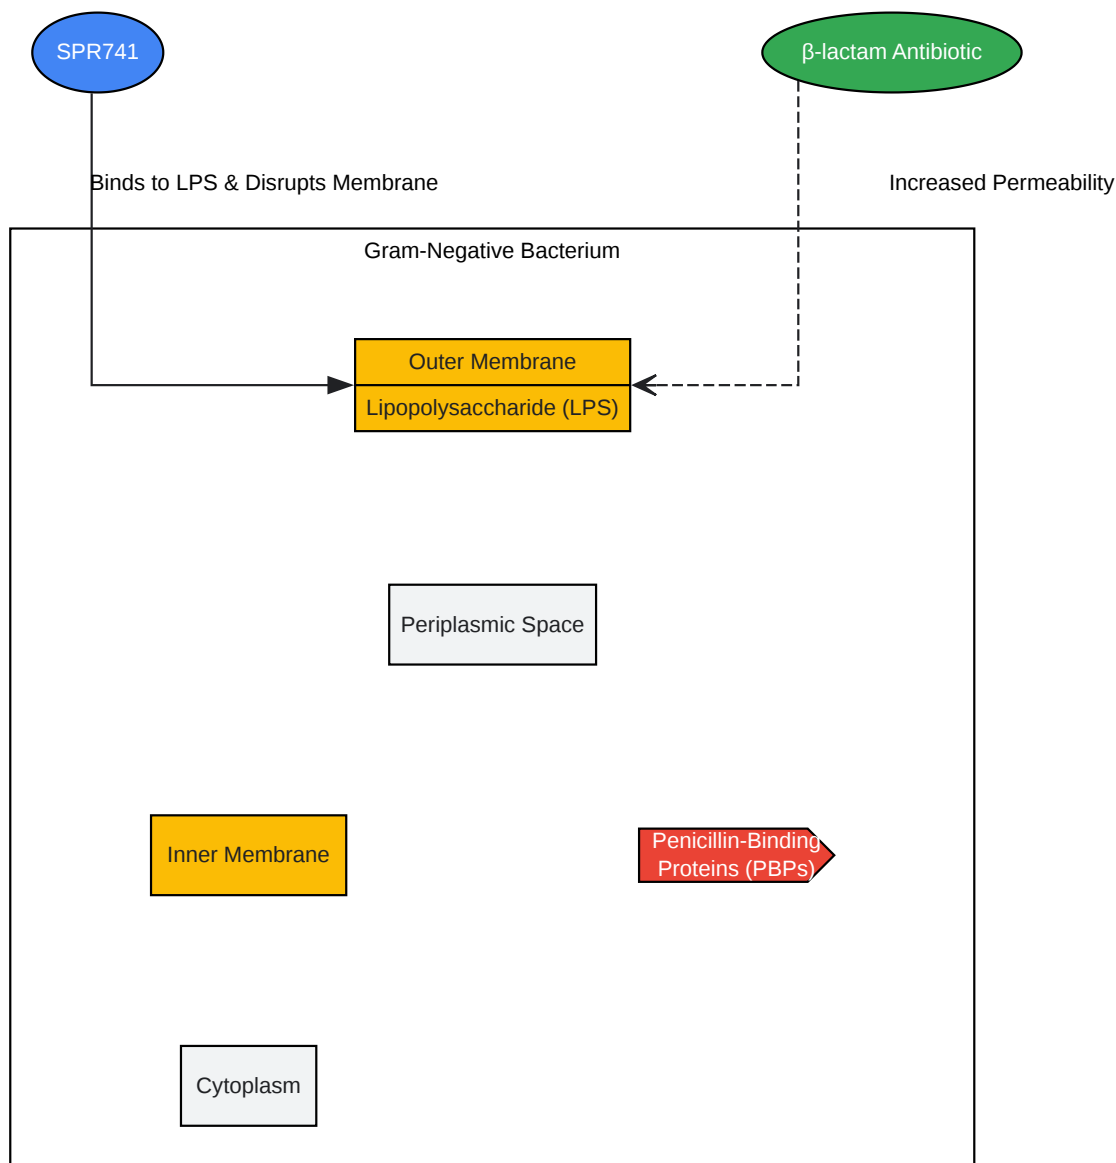 SPR741
β-lactam Antibiotic
Binds to LPS & Disrupts Membrane
Increased Permeability
Gram-Negative Bacterium
Outer Membrane
Lipopolysaccharide (LPS)
Periplasmic Space
Inner Membrane
Penicillin-Binding
Proteins (PBPs)
Cytoplasm